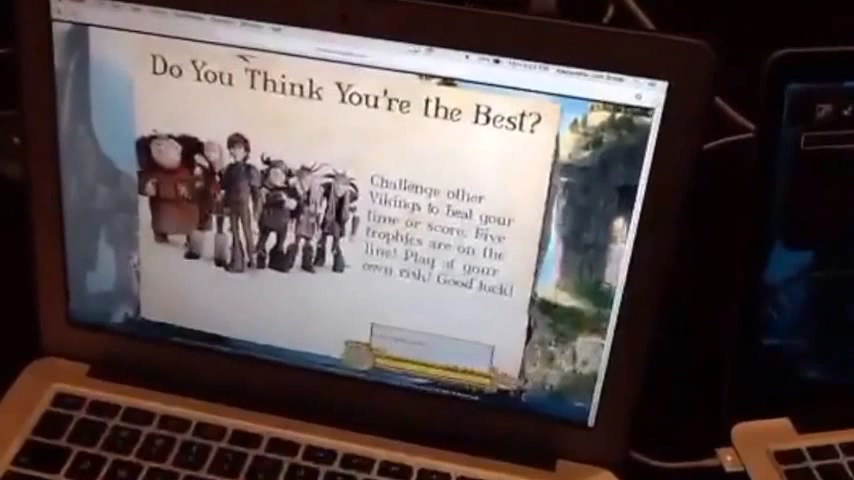 Do You Think You're the Best?
Challenge other
Vikings to beat your
time or score. Five
trophies are on the
line! Play at your
own risk! Good luck!